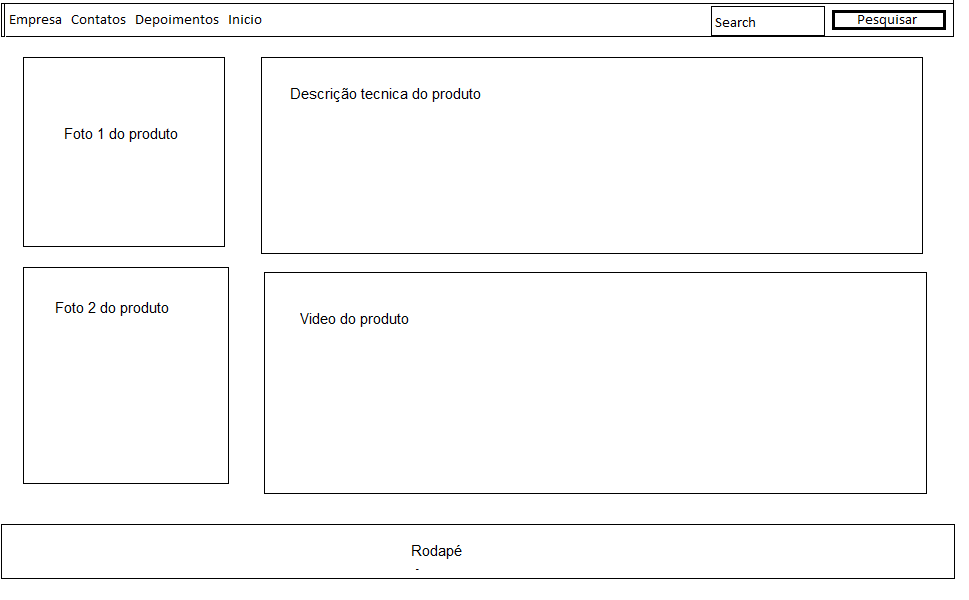 Empresa Contatos Depoimentos Inicio Search Pesquisar
Foto 1 do produto
Descrição tecnica do produto
Foto 2 do produto
Video do produto
Rodapé